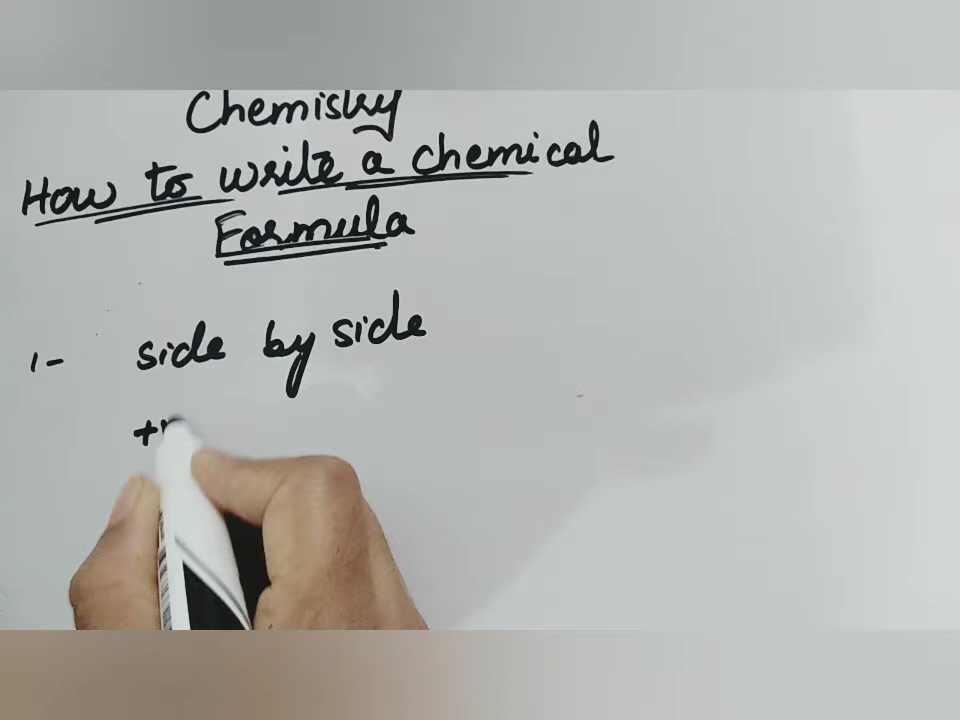 Chemistry
How to write a chemical
Formula
1- side by side